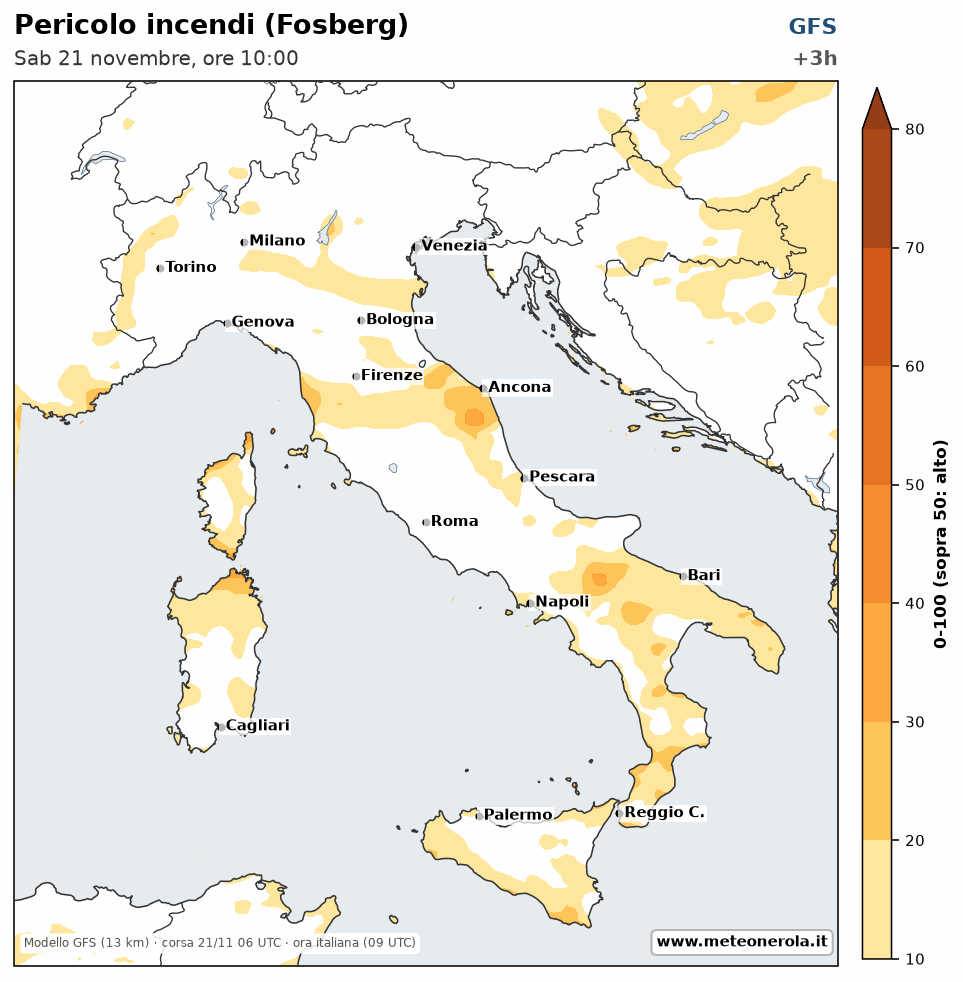 Pericolo incendi (Fosberg)
GFS
Sab 21 novembre, ore 10:00
+3h
Milano
Venezia
Torino
Genova
Bologna
Firenze
Ancona
Pescara
Roma
Bari
Napoli
Cagliari
Palermo
Reggio C.
80
70
60
50
40
30
20
10
0-100 (sopra 50: alto)
Modello GFS (13 km) · corsa 21/11 06 UTC · ora italiana (09 UTC)
www.meteonerola.it